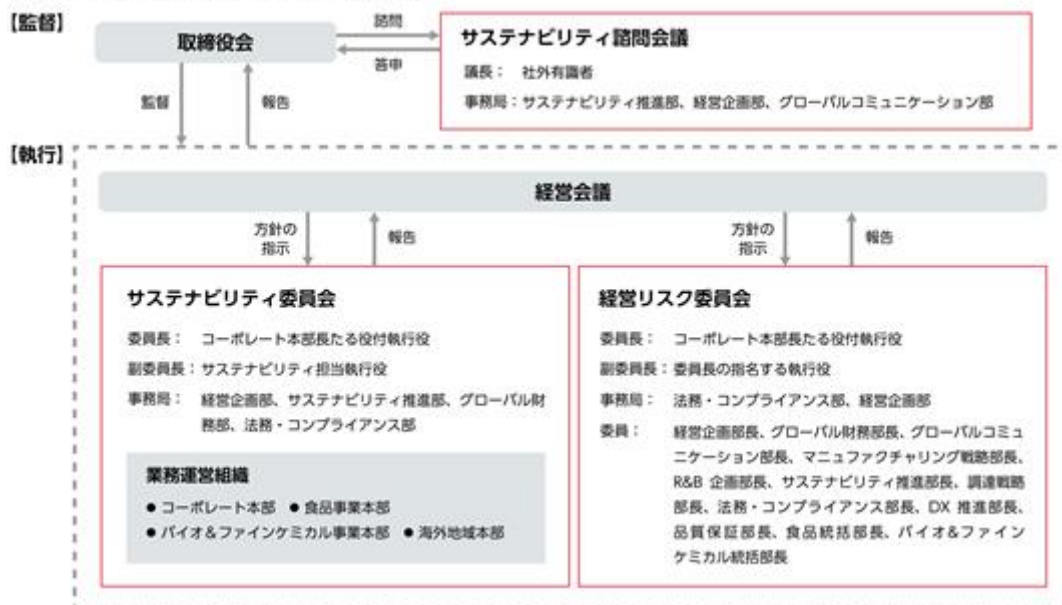 【監督】
取締役会
諮問
答申
サステナビリティ諮問会議
議長： 社外有識者
事務局：サステナビリティ推進部、経営企画部、グローバルコミュニケーション部
監督
報告
【執行】
経営会議
方針の
指示
報告
方針の
指示
報告
サステナビリティ委員会
委員長： コーポレート本部長たる役付執行役
副委員長：サステナビリティ担当執行役
事務局： 経営企画部、サステナビリティ推進部、グローバル財
務部、法務・コンプライアンス部
業務運営組織
● コーポレート本部 ● 食品事業本部
● バイオ&ファインケミカル事業本部 ● 海外地域本部
経営リスク委員会
委員長： コーポレート本部長たる役付執行役
副委員長：委員長の指名する執行役
事務局： 法務・コンプライアンス部、経営企画部
委員： 経営企画部長、グローバル財務部長、グローバルコミュ
ニケーション部長、マニュファクチャリング戦略部長、
R&B 企画部長、サステナビリティ推進部長、調達戦略
部長、法務・コンプライアンス部長、DX 推進部長、
品質保証部長、食品統括部長、バイオ&ファイン
ケミカル統括部長